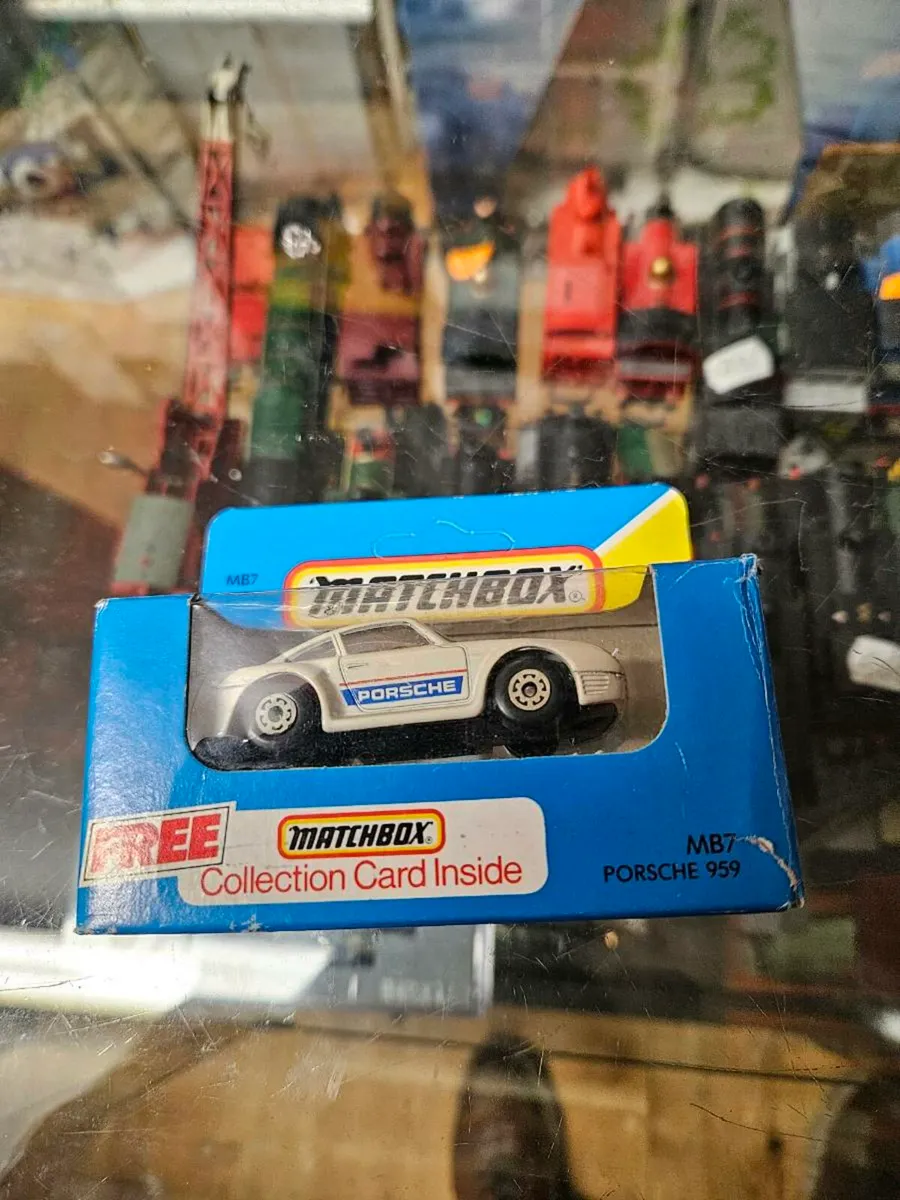 MB7
MATCHBOX®
PORSCHE
FREE
MATCHBOX®
Collection Card Inside
MB7
PORSCHE 959